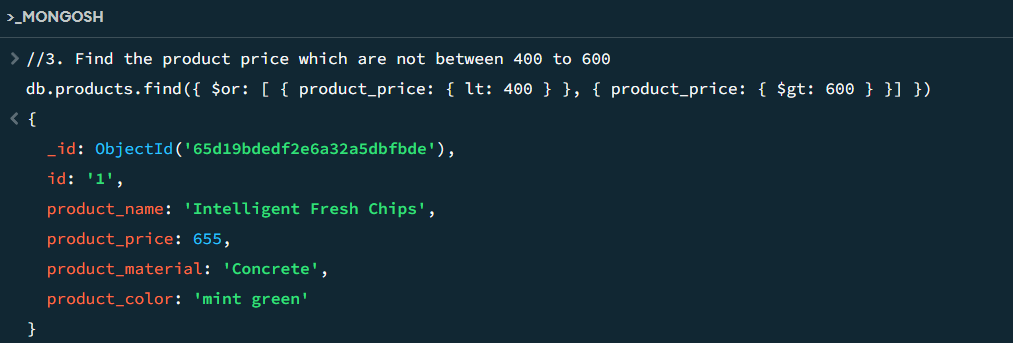 >_MONGOSH
> //3. Find the product price which are not between 400 to 600
db.products.find({ $or: [ { product_price: { lt: 400 } }, { product_price: { $gt: 600 } }] })
< {
_id: ObjectId('65d19bdedf2e6a32a5dbfbde'),
id: '1',
product_name: 'Intelligent Fresh Chips',
product_price: 655,
product_material: 'Concrete',
product_color: 'mint green'
}